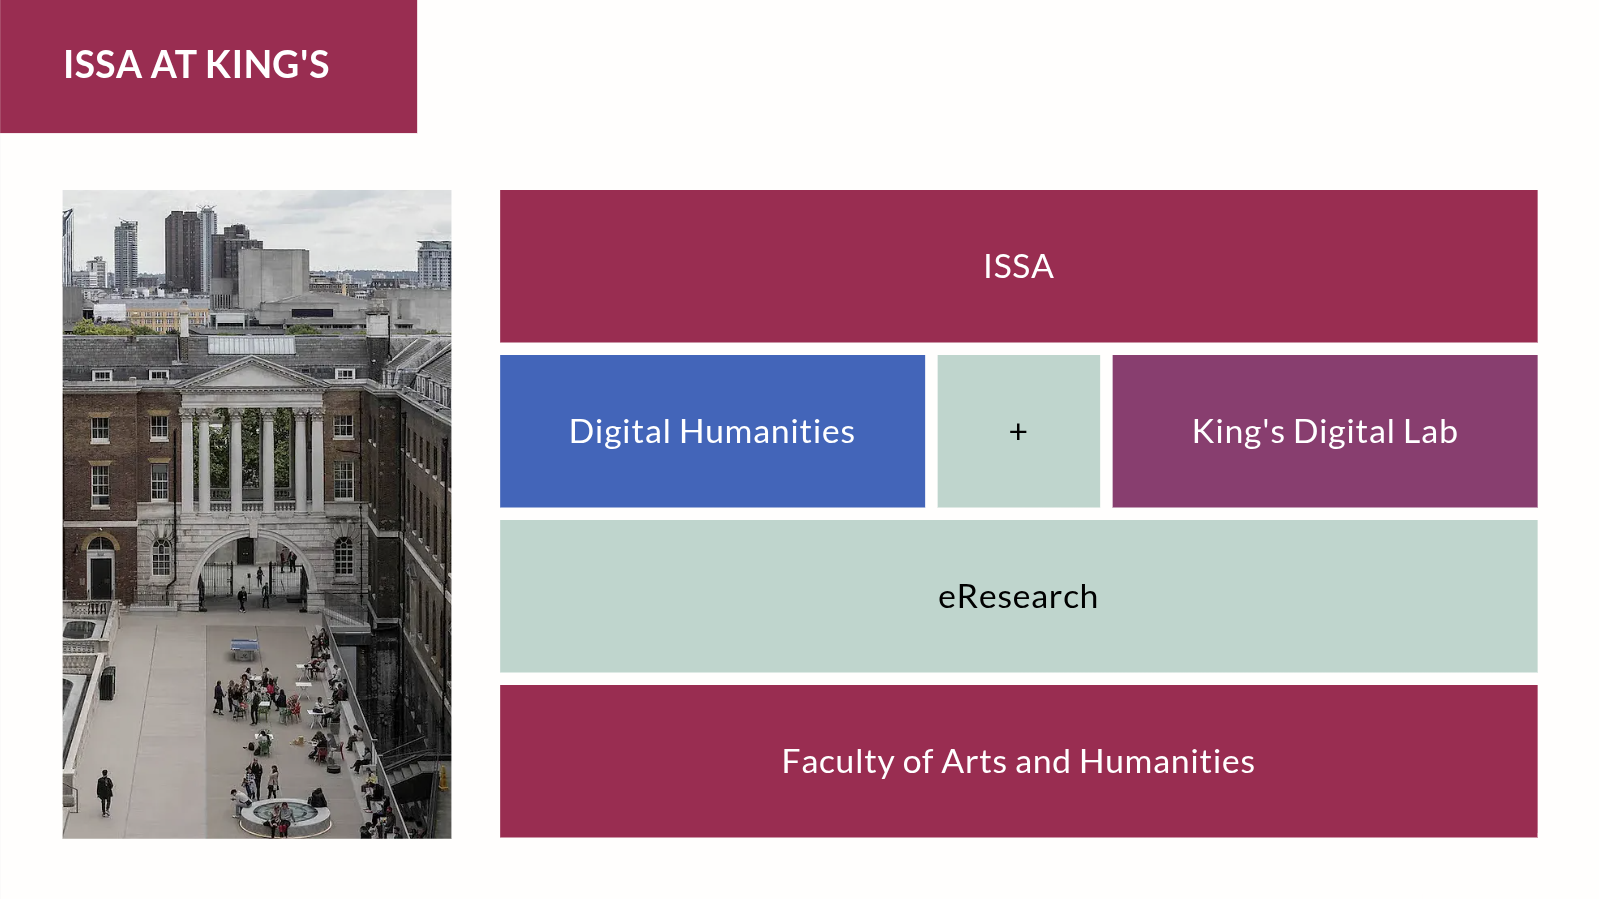 ISSA AT KING'S
ISSA
Digital Humanities
+
King's Digital Lab
eResearch
Faculty of Arts and Humanities